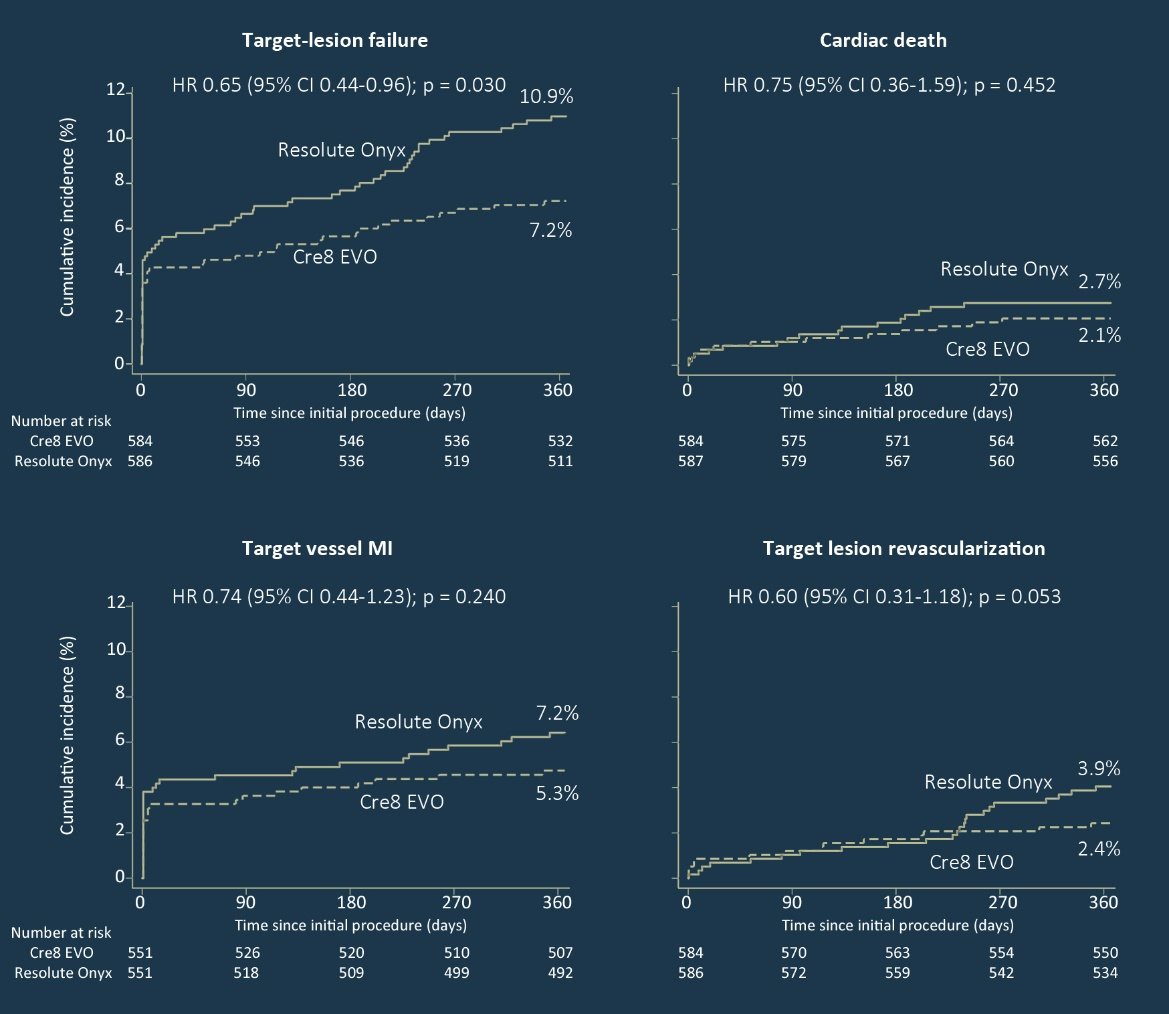 Target-lesion failure
HR 0.65 (95% CI 0.44-0.96); p = 0.030
10.9%
Resolute Onyx
7.2%
Cre8 EVO
Cumulative incidence (%)
12
10
8
6
4
2
0
0 90 180 270 360
Time since initial procedure (days)
Number at risk
Cre8 EVO 584 553 546 536 532
Resolute Onyx 586 546 536 519 511
Cardiac death
HR 0.75 (95% CI 0.36-1.59); p = 0.452
Resolute Onyx
2.7%
2.1%
Cre8 EVO
0 90 180 270 360
Time since initial procedure (days)
584 575 571 564 562
587 579 567 560 556
Target vessel MI
HR 0.74 (95% CI 0.44-1.23); p = 0.240
7.2%
Resolute Onyx
5.3%
Cre8 EVO
Cumulative incidence (%)
12
10
8
6
4
2
0
0 90 180 270 360
Time since initial procedure (days)
Number at risk
Cre8 EVO 551 526 520 510 507
Resolute Onyx 551 518 509 499 492
Target lesion revascularization
HR 0.60 (95% CI 0.31-1.18); p = 0.053
3.9%
Resolute Onyx
2.4%
Cre8 EVO
0 90 180 270 360
Time since initial procedure (days)
584 570 563 554 550
586 572 559 542 534